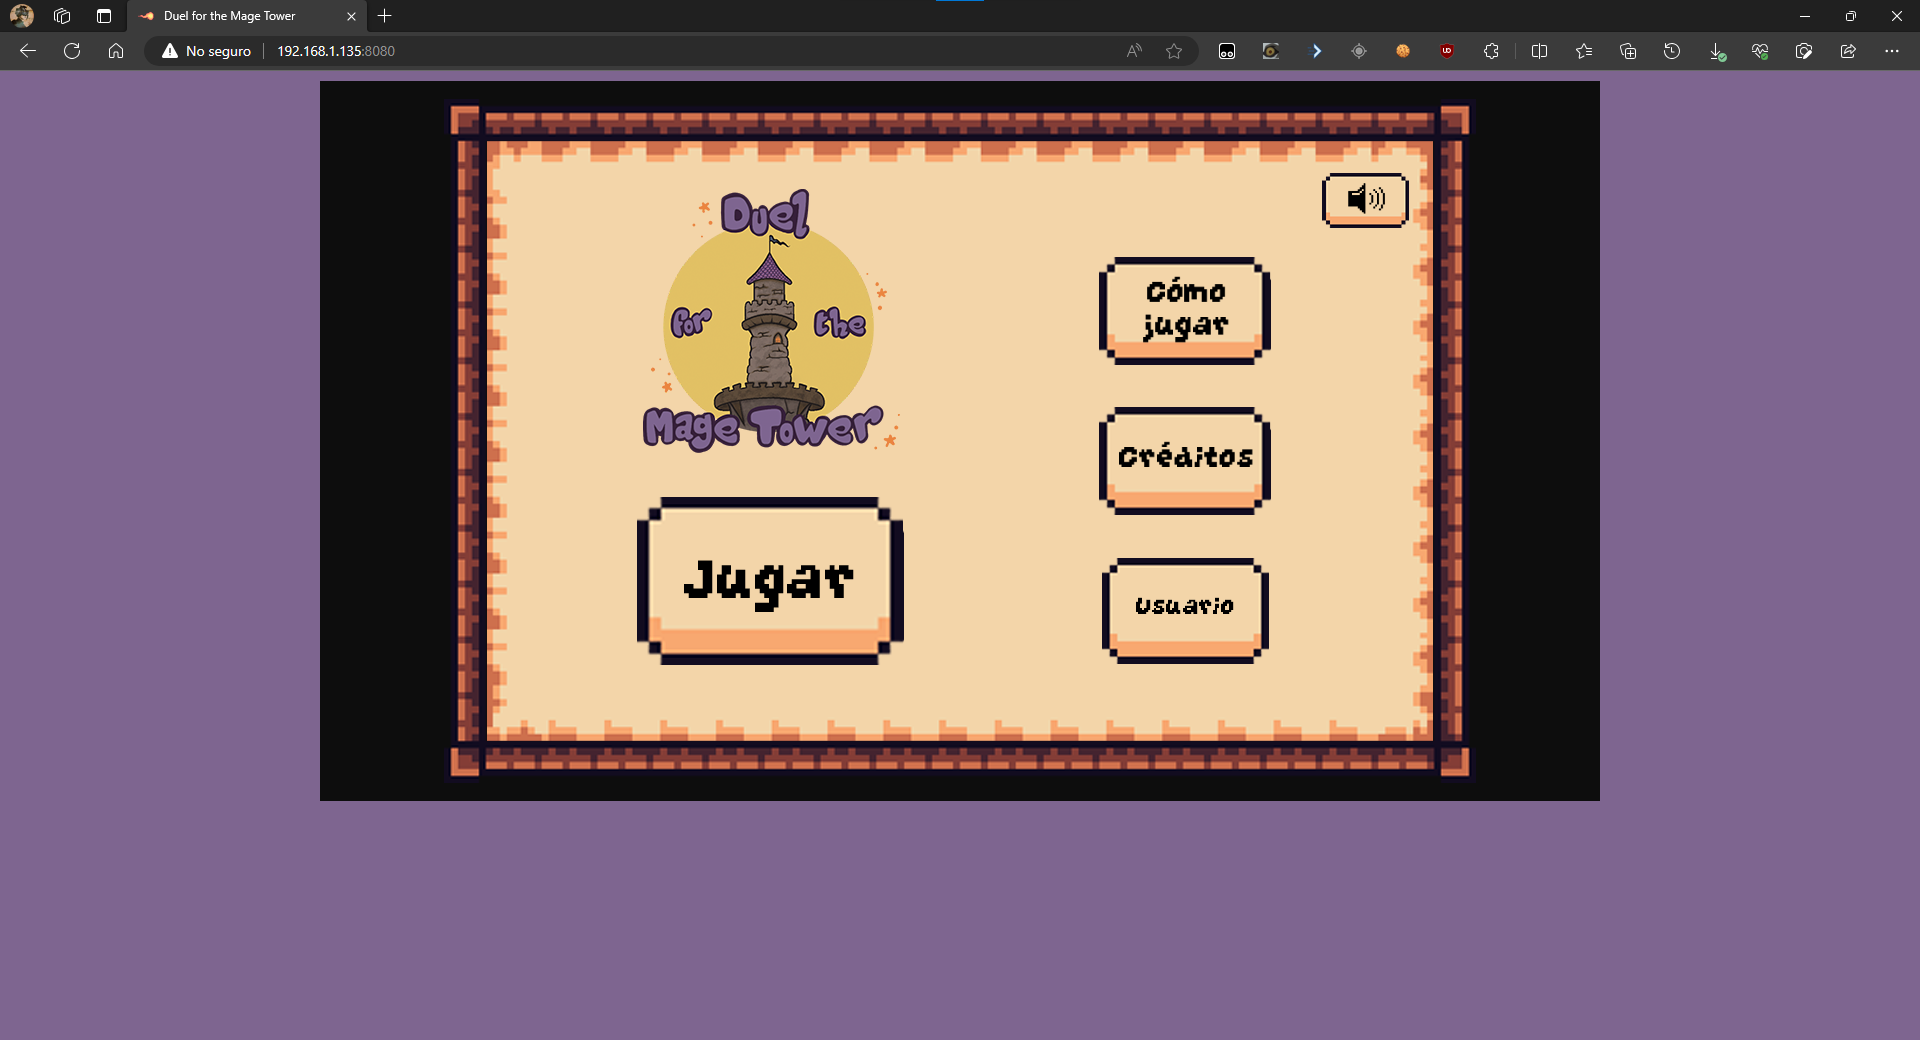 Duel for the Mage Tower
No seguro
192.168.1.135:8080
Duel
for the
Mage Tower
Cómo
jugar
Créditos
Jugar
Usuario